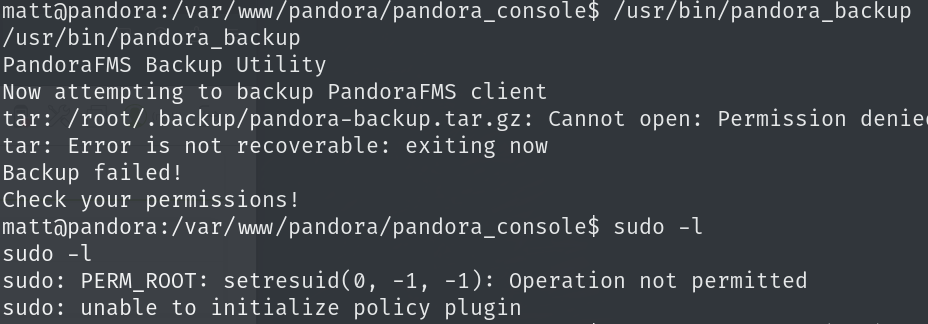 matt@pandora:/var/www/pandora/pandora_console$ /usr/bin/pandora_backup
/usr/bin/pandora_backup
PandoraFMS Backup Utility
Now attempting to backup PandoraFMS client
tar: /root/.backup/pandora-backup.tar.gz: Cannot open: Permission denied
tar: Error is not recoverable: exiting now
Backup failed!
Check your permissions!
matt@pandora:/var/www/pandora/pandora_console$ sudo -l
sudo -l
sudo: PERM_ROOT: setresuid(0, -1, -1): Operation not permitted
sudo: unable to initialize policy plugin